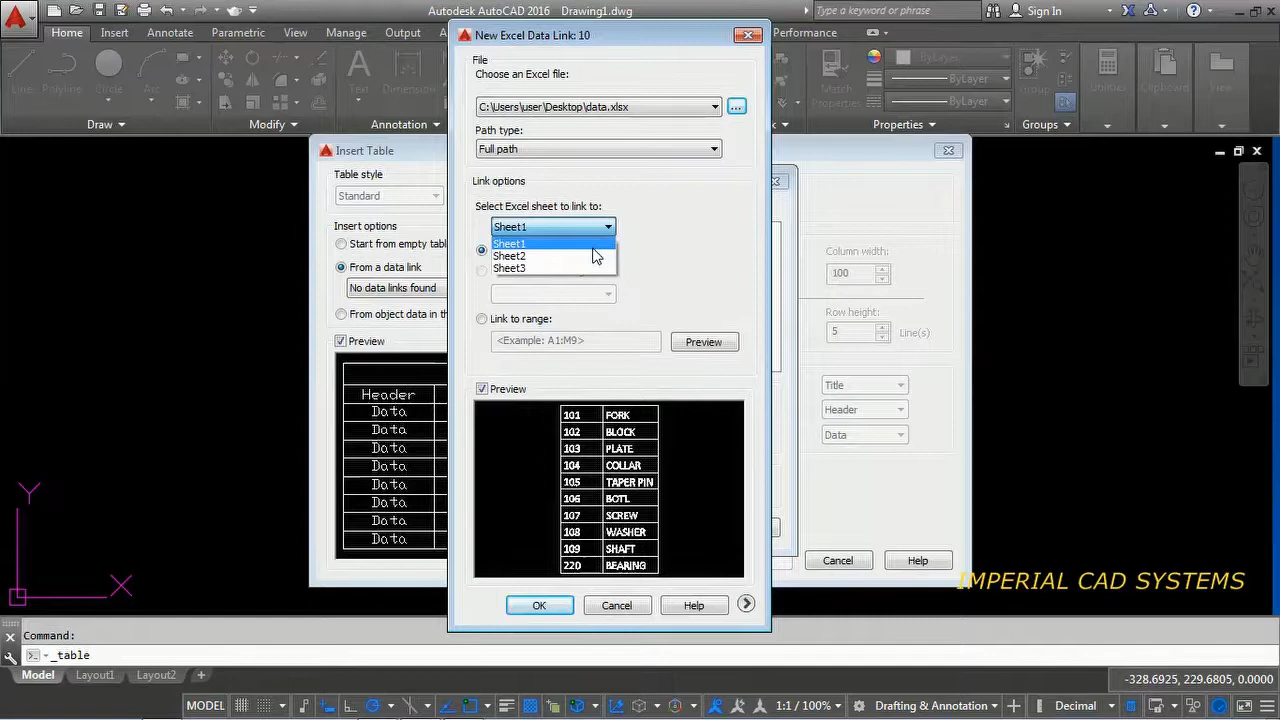 Autodesk AutoCAD 2016 Drawing1.dwg
Type a keyword or phrase
Sign In
Home Insert Annotate Parametric View Manage Output Performance
Line Polyline Circle Arc
Text Dimension
Match Properties
ByLayer
ByLayer
ByLayer
Group
Utilities Clipboard View
Draw Modify Annotation Properties Groups
New Excel Data Link: 10
File
Choose an Excel file:
C:\Users\user\Desktop\data.xlsx
...
Path type:
Full path
Link options
Select Excel sheet to link to:
Sheet1
Sheet1
Sheet2
Sheet3
Link to range:
<Example: A1:M9>
Preview
Preview
101 FORK
102 BLOCK
103 PLATE
104 COLLAR
105 TAPER PIN
106 BOTL
107 SCREW
108 WASHER
109 SHAFT
220 BEARING
OK Cancel Help
Insert Table
Table style
Standard
Insert options
Start from empty tabl
From a data link
No data links found
From object data in th
Preview
Header
Data
Data
Data
Data
Data
Data
Data
Data
Column width:
100
Row height:
5 Line(s)
Title
Header
Data
Cancel Help
IMPERIAL CAD SYSTEMS
Y
X
Command:
_table
Model Layout1 Layout2 +
-328.6925, 229.6805, 0.0000
MODEL 1:1 / 100% Drafting & Annotation Decimal